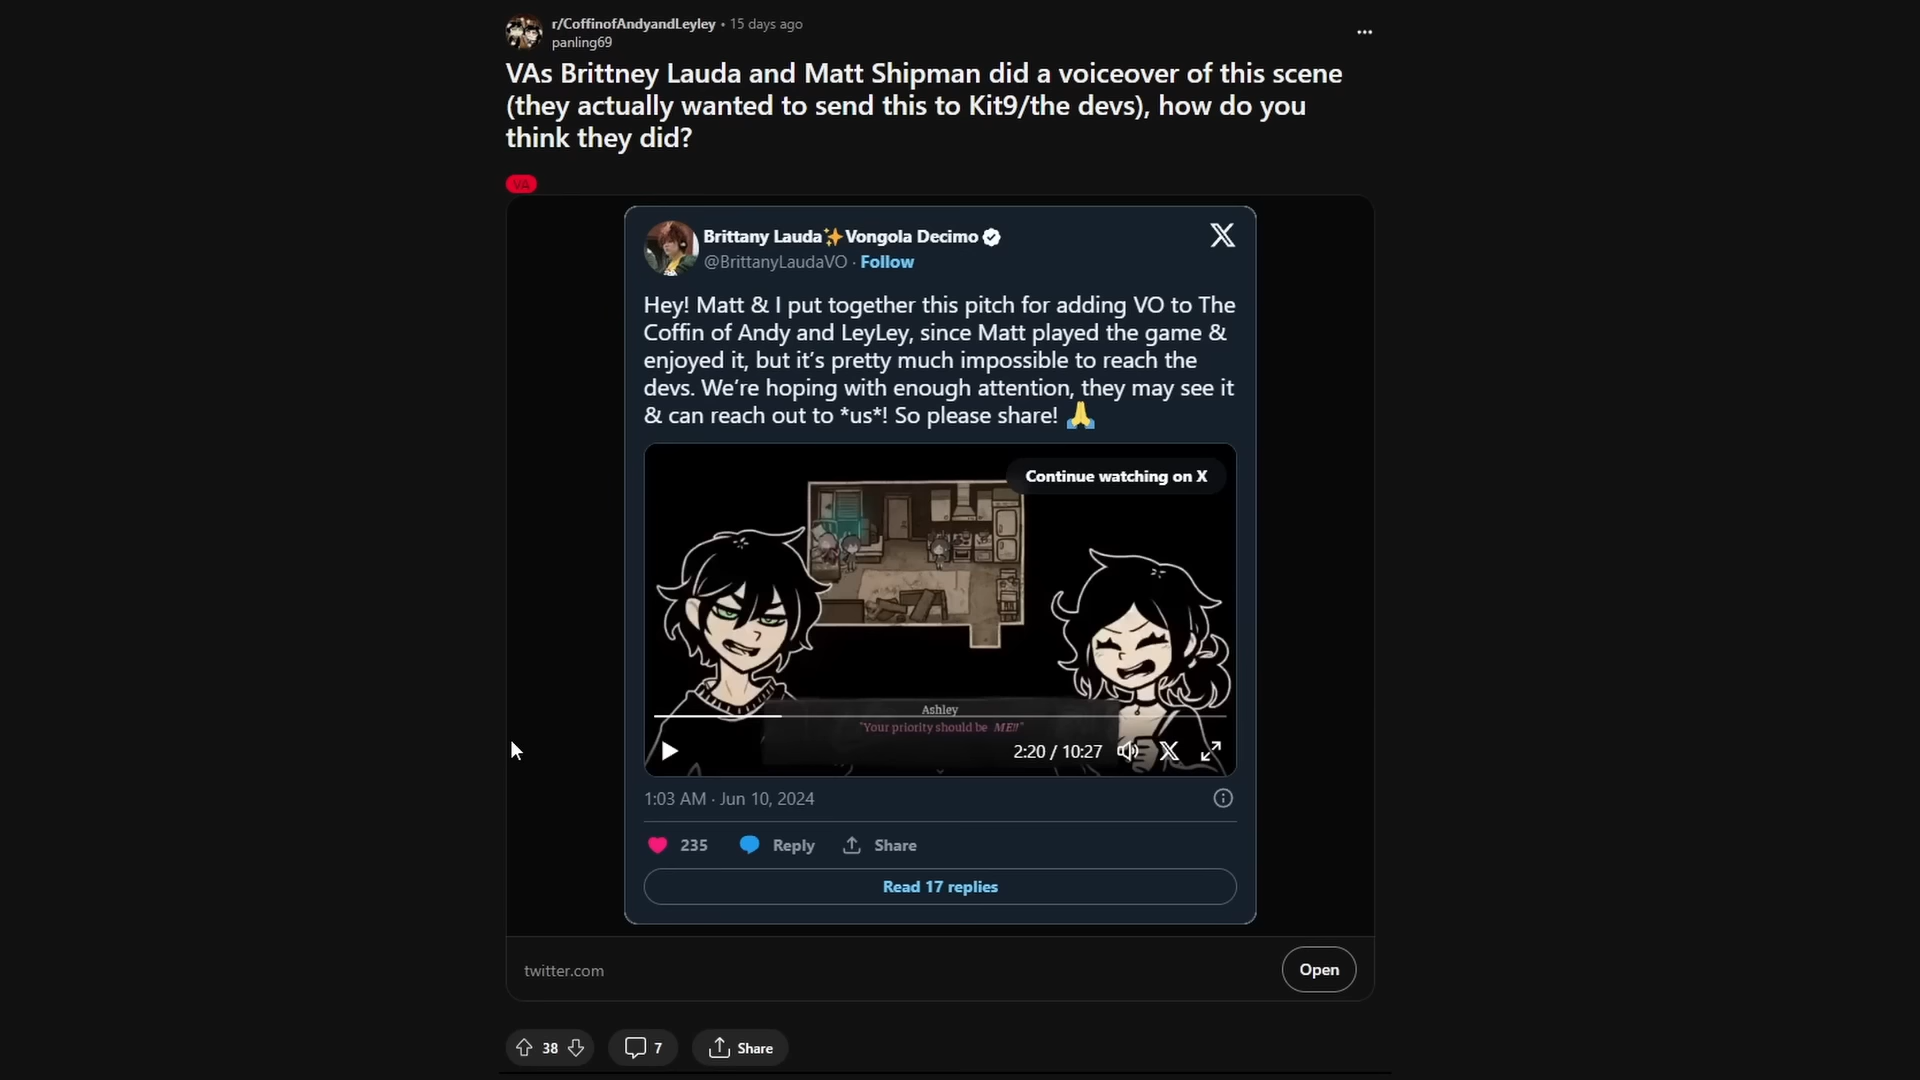 r/CoffinofAndyandLeyley • 15 days ago
panling69
VAs Brittney Lauda and Matt Shipman did a voiceover of this scene
(they actually wanted to send this to Kit9/the devs), how do you
think they did?
VA
Brittany Lauda✨Vongola Decimo
@BrittanyLaudaVO · Follow
Hey! Matt & I put together this pitch for adding VO to The
Coffin of Andy and LeyLey, since Matt played the game &
enjoyed it, but it's pretty much impossible to reach the
devs. We're hoping with enough attention, they may see it
& can reach out to *us*! So please share! 🙏
Continue watching on X
Ashley
"Your priority should be ME!!"
2:20 / 10:27
1:03 AM · Jun 10, 2024
235 Reply Share
Read 17 replies
twitter.com
Open
38 7 Share